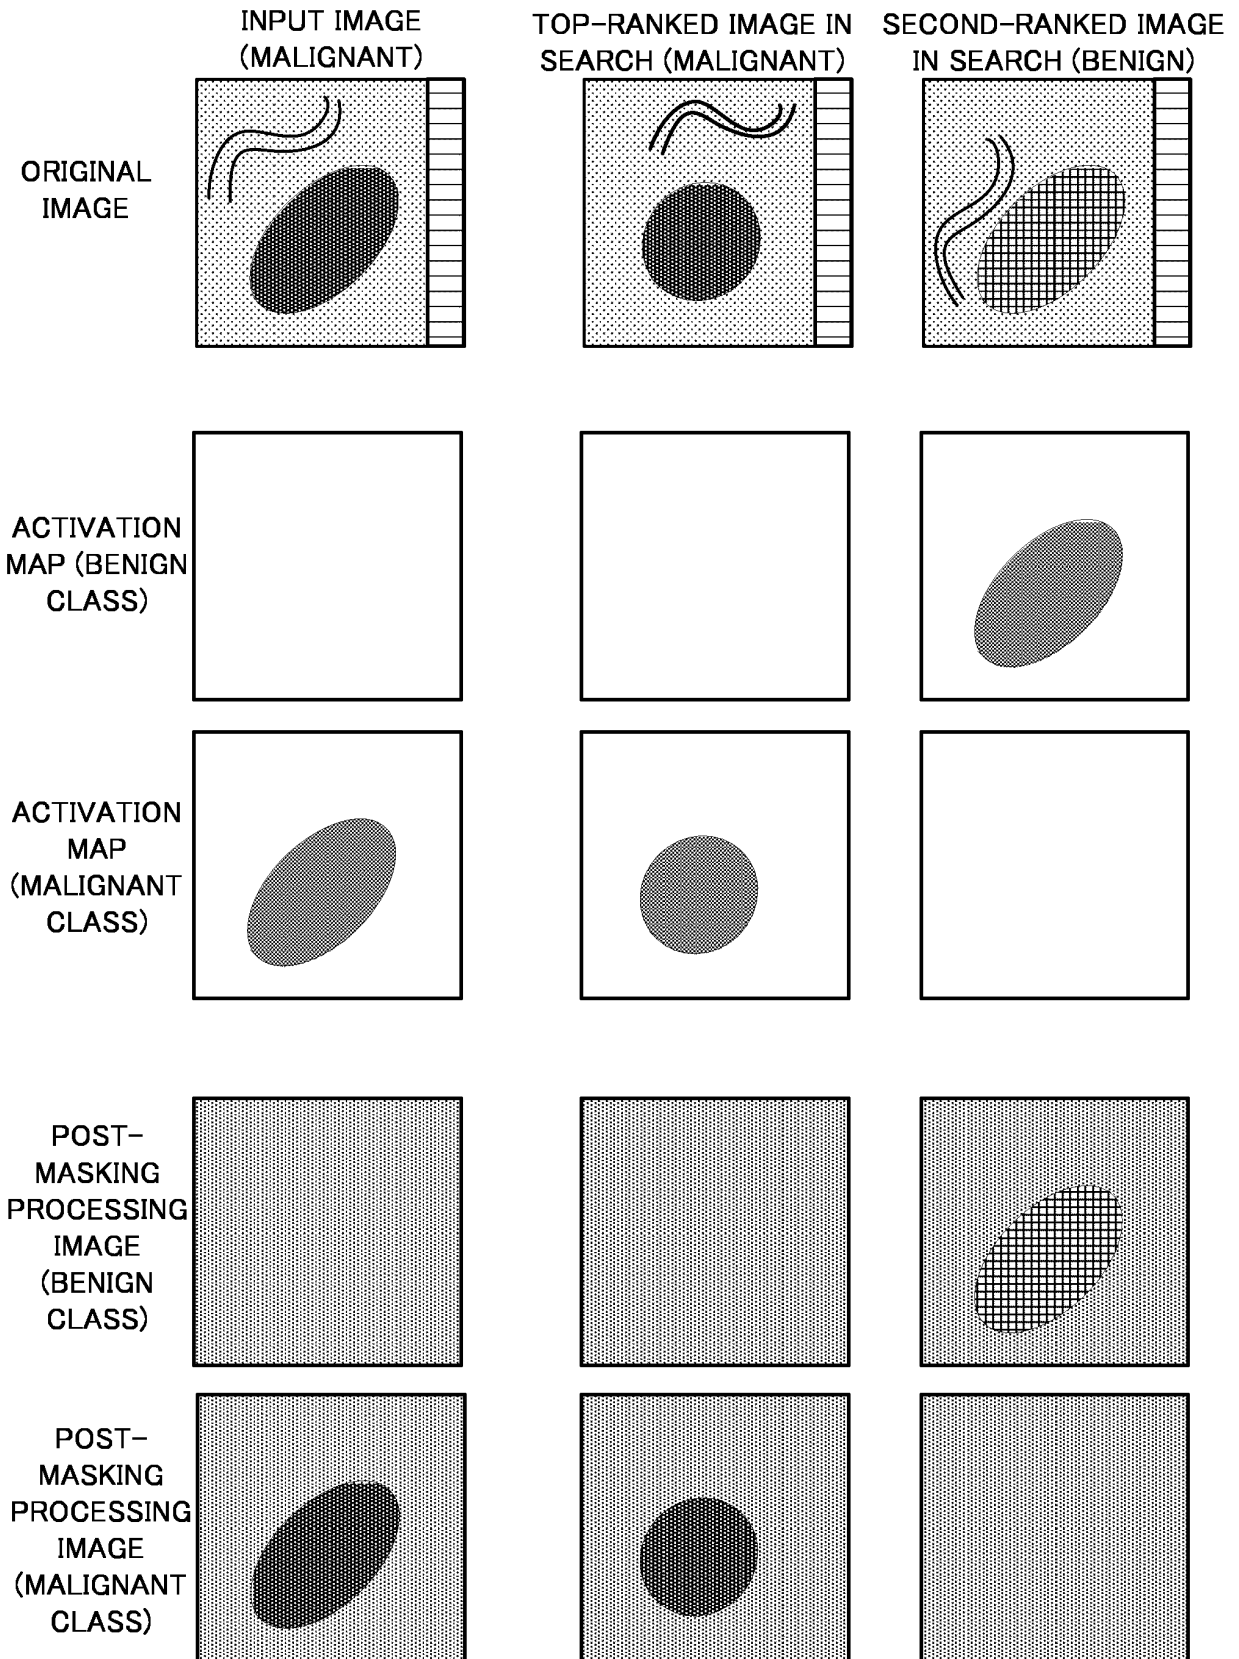 INPUT IMAGE
(MALIGNANT)
TOP-RANKED IMAGE IN
SEARCH (MALIGNANT)
SECOND-RANKED IMAGE
IN SEARCH (BENIGN)
ORIGINAL
IMAGE
ACTIVATION
MAP (BENIGN
CLASS)
ACTIVATION
MAP
(MALIGNANT
CLASS)
POST-
MASKING
PROCESSING
IMAGE
(BENIGN
CLASS)
POST-
MASKING
PROCESSING
IMAGE
(MALIGNANT
CLASS)